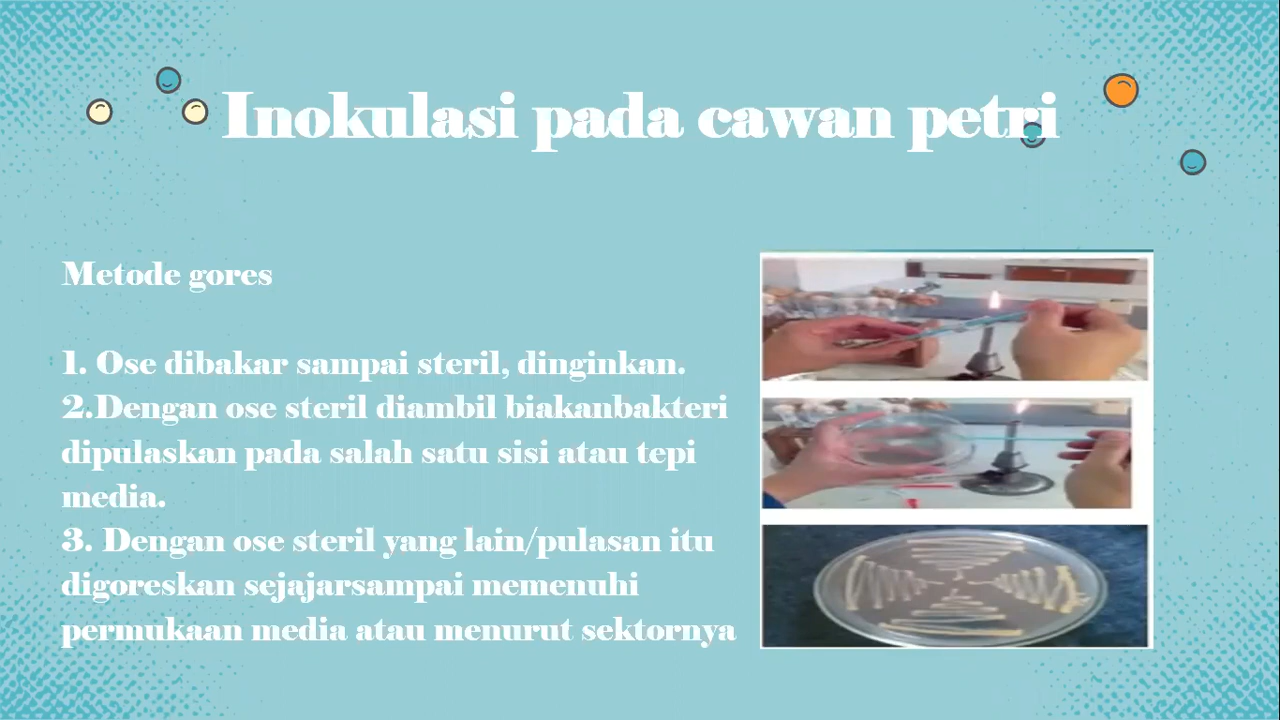 Inokulasi pada cawan petri
Metode gores
1. Ose dibakar sampai steril, dinginkan.
2.Dengan ose steril diambil biakanbakteri
dipulaskan pada salah satu sisi atau tepi
media.
3. Dengan ose steril yang lain/pulasan itu
digoreskan sejajarsampai memenuhi
permukaan media atau menurut sektornya